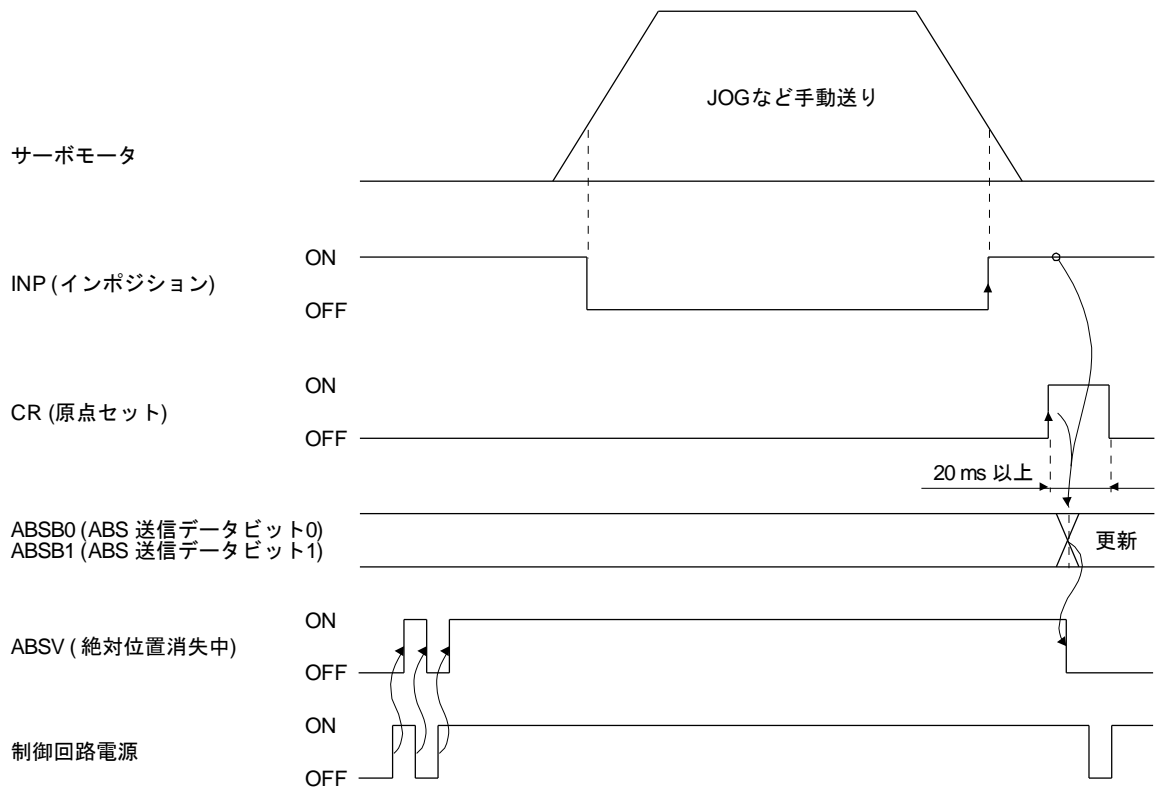 JOGなど手動送り
サーボモータ
ON
INP (インポジション)
OFF
ON
CR (原点セット)
OFF
20 ms 以上
ABSB0 (ABS 送信データビット0)
ABSB1 (ABS 送信データビット1)
更新
ON
ABSV ( 絶対位置消失中)
OFF
ON
制御回路電源
OFF